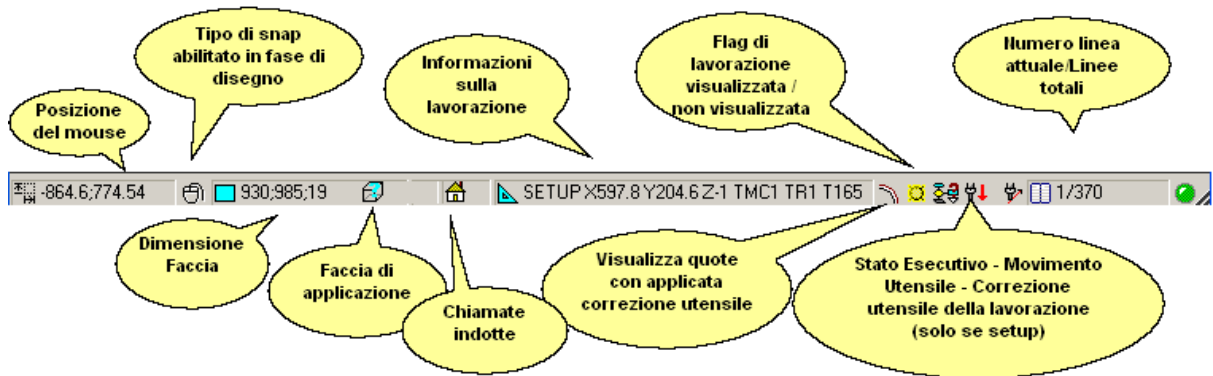 Posizione
del mouse
Tipo di snap
abilitato in fase di
disegno
Informazioni
sulla
lavorazione
Flag di
lavorazione
visualizzata /
non visualizzata
Numero linea
attuale/Linee
totali
-864.6;774.54
930;985;19
SETUP X597.8 Y204.6 Z-1 TMC1 TR1 T165
1/370
Dimensione
Faccia
Faccia di
applicazione
Chiamate
indotte
Visualizza quote
con applicata
correzione utensile
Stato Esecutivo - Movimento
Utensile - Correzione
utensile della lavorazione
(solo se setup)